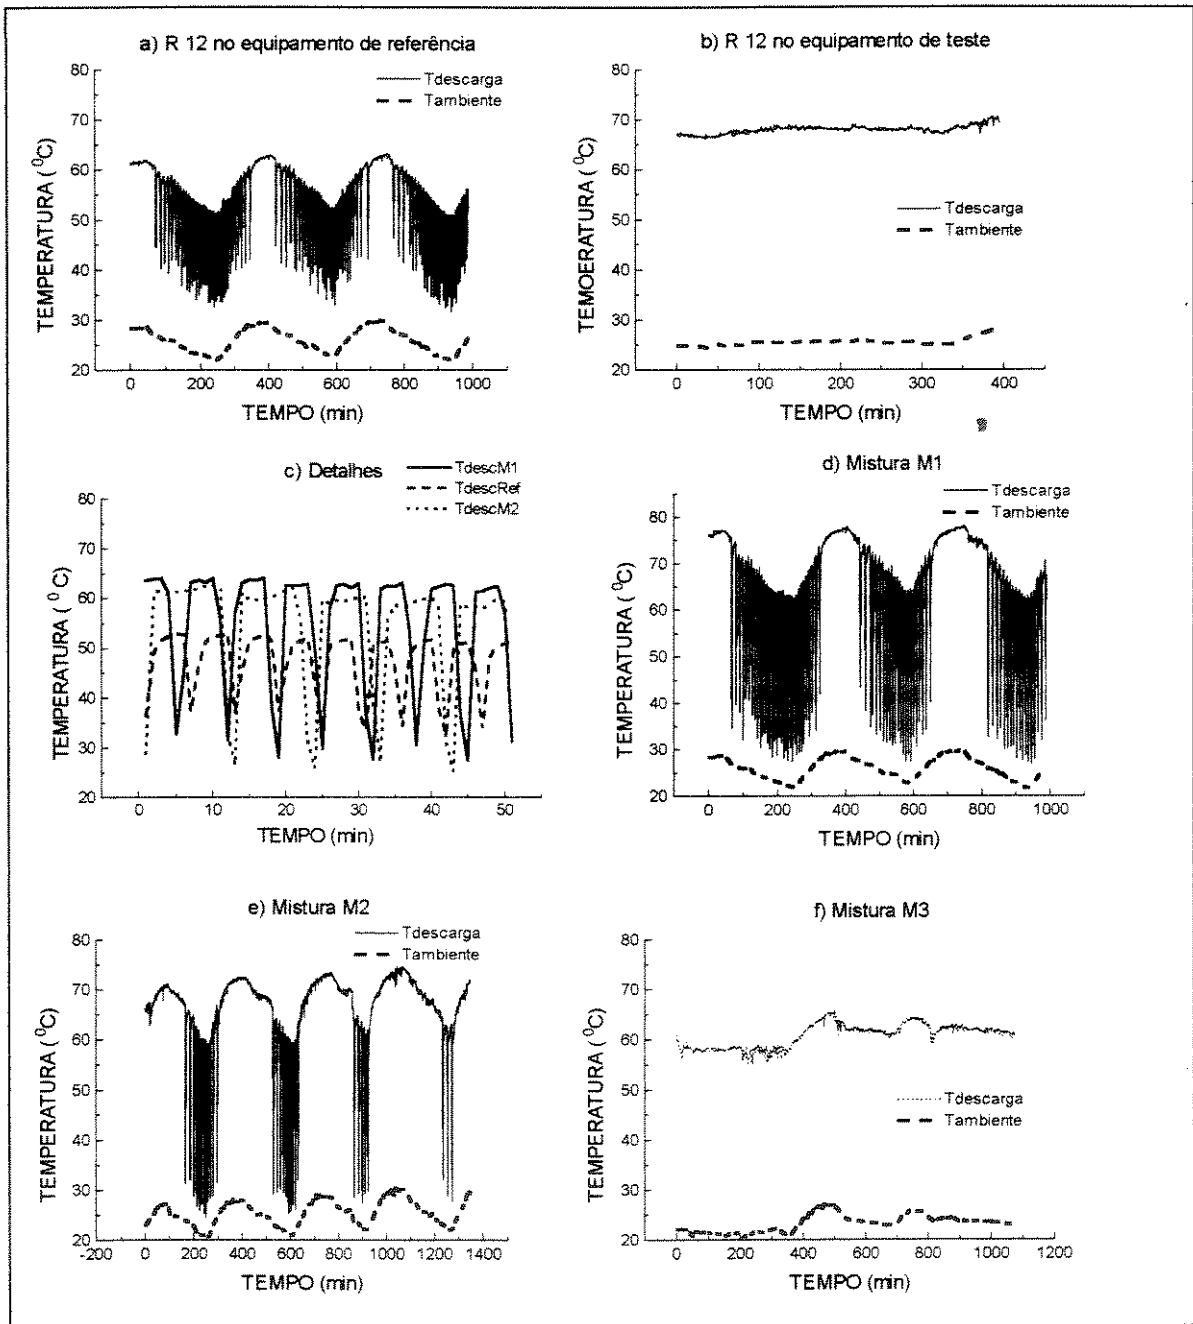 a) R 12 no equipamento de referência
Tdescarga
Tambiente
TEMPERATURA (⁰C)
80
70
60
50
40
30
20
0 200 400 600 800 1000
TEMPO (min)
b) R 12 no equipamento de teste
Tdescarga
Tambiente
TEMOERATURA (⁰C)
80
70
60
50
40
30
20
0 100 200 300 400
TEMPO (min)
c) Detalhes
TdescM1
TdescRef
TdescM2
TEMPERATURA (⁰C)
80
70
60
50
40
30
20
0 10 20 30 40 50
TEMPO (min)
d) Mistura M1
Tdescarga
Tambiente
TEMPERATURA (⁰C)
80
70
60
50
40
30
20
0 200 400 600 800 1000
TEMPO (min)
e) Mistura M2
Tdescarga
Tambiente
TEMPERATURA (⁰C)
80
70
60
50
40
30
20
-200 0 200 400 600 800 1000 1200 1400
TEMPO (min)
f) Mistura M3
Tdescarga
Tambiente
TEMPERATURA (⁰C)
80
70
60
50
40
30
20
0 200 400 600 800 1000 1200
TEMPO (min)